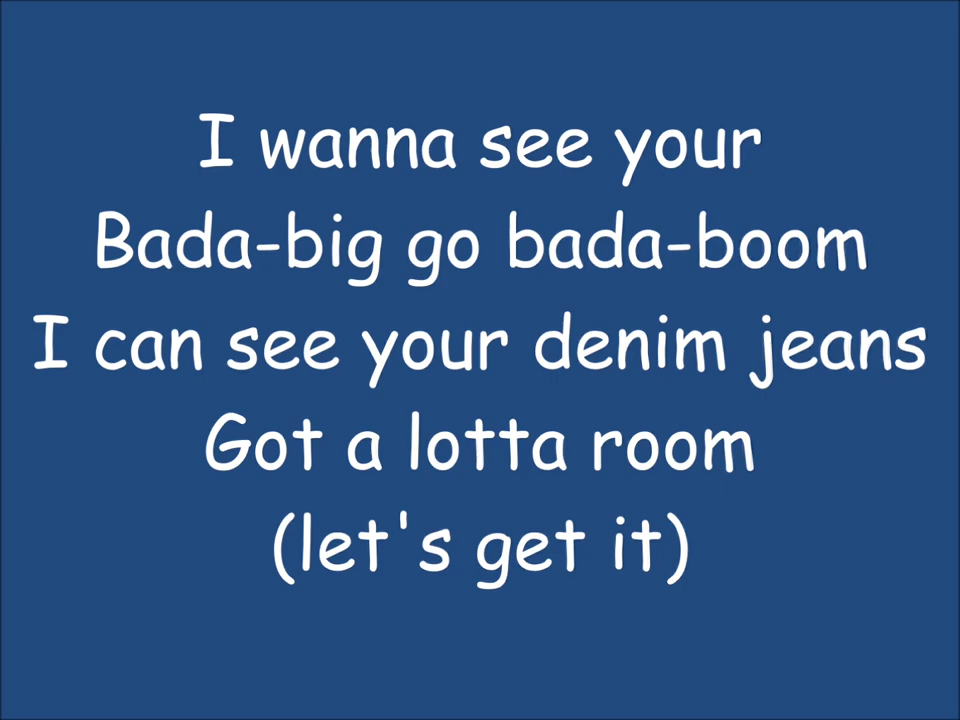 I wanna see your
Bada-big go bada-boom
I can see your denim jeans
Got a lotta room
(let's get it)